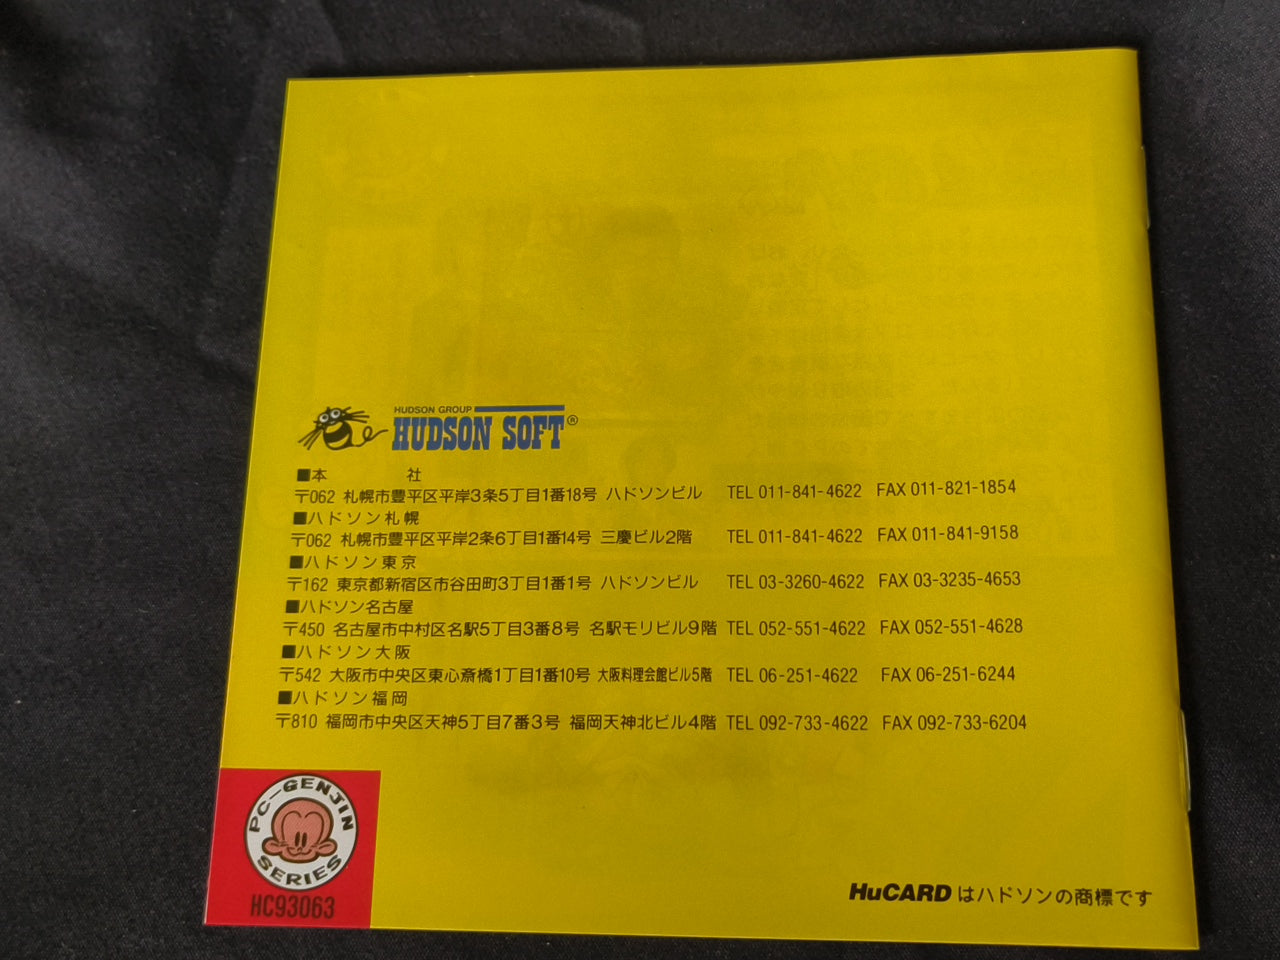 HUDSON GROUP
HUDSON SOFT®
■本 社
〒062 札幌市豊平区平岸3条5丁目1番18号 ハドソンビル TEL 011-841-4622 FAX 011-821-1854
■ハドソン札幌
〒062 札幌市豊平区平岸2条6丁目1番14号 三慶ビル2階 TEL 011-841-4622 FAX 011-841-9158
■ハドソン東京
〒162 東京都新宿区市谷田町3丁目1番1号 ハドソンビル TEL 03-3260-4622 FAX 03-3235-4653
■ハドソン名古屋
〒450 名古屋市中村区名駅5丁目3番8号 名駅モリビル9階 TEL 052-551-4622 FAX 052-551-4628
■ハドソン大阪
〒542 大阪市中央区東心斎橋1丁目1番10号 大阪料理会館ビル5階 TEL 06-251-4622 FAX 06-251-6244
■ハドソン福岡
〒810 福岡市中央区天神5丁目7番3号 福岡天神北ビル4階 TEL 092-733-4622 FAX 092-733-6204
PC-GENJIN
SERIES
HC93063
HuCARDはハドソンの商標です